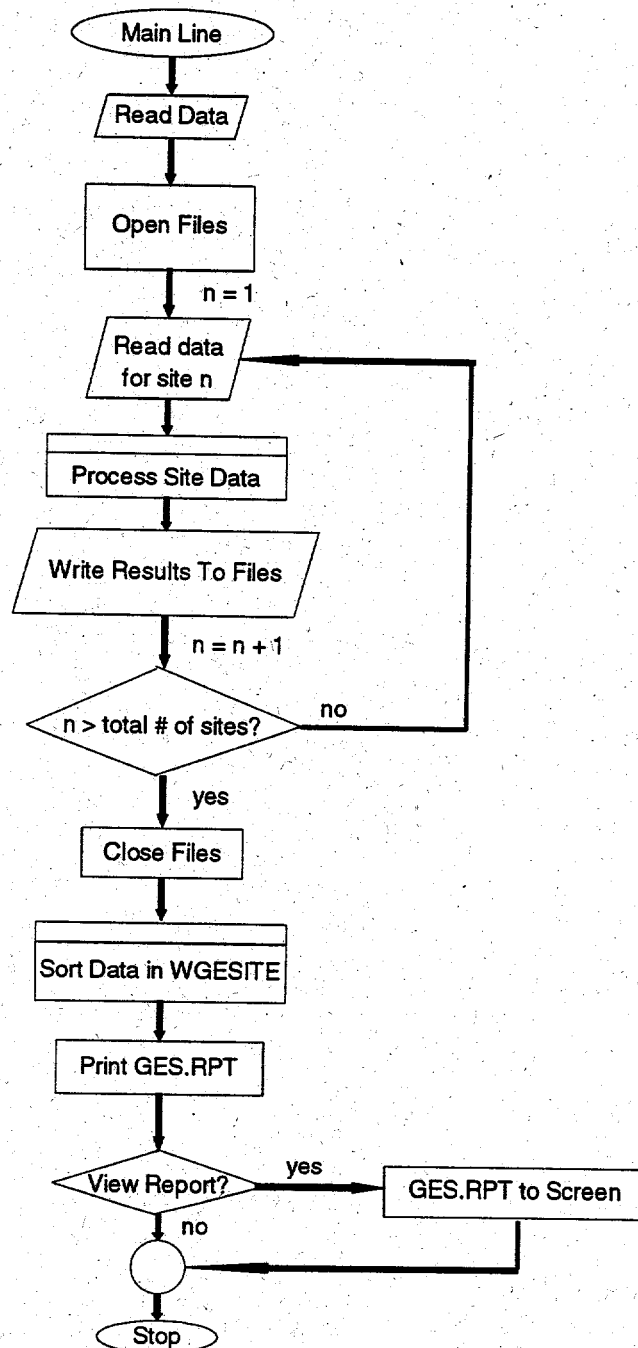 Main Line
Read Data
Open Files
n = 1
Read data
for site n
Process Site Data
Write Results To Files
n = n + 1
n > total # of sites?
no
yes
Close Files
Sort Data in WGESITE
Print GES.RPT
View Report?
yes
GES.RPT to Screen
no
Stop